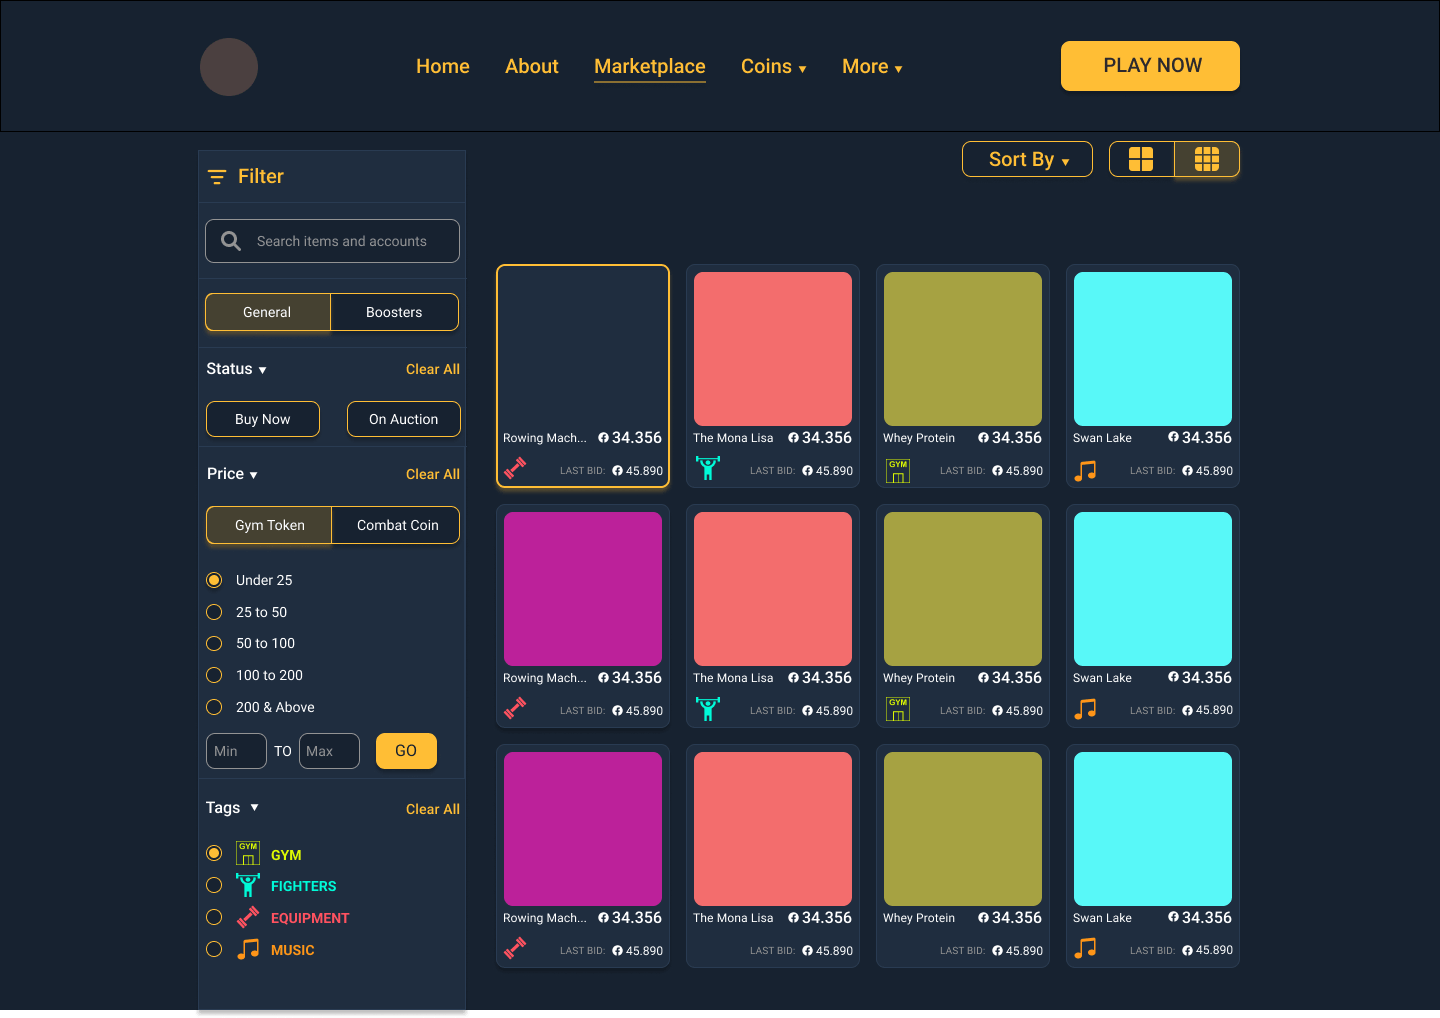 Home About Marketplace Coins More PLAY NOW
Sort By
Filter
Search items and accounts
General Boosters
Status Clear All
Buy Now On Auction
Price Clear All
Gym Token Combat Coin
Under 25
25 to 50
50 to 100
100 to 200
200 & Above
Min TO Max GO
Tags Clear All
GYM GYM
FIGHTERS
EQUIPMENT
MUSIC
Rowing Mach... 34.356
LAST BID: 45.890
The Mona Lisa 34.356
LAST BID: 45.890
Whey Protein 34.356
GYM LAST BID: 45.890
Swan Lake 34.356
LAST BID: 45.890
Rowing Mach... 34.356
LAST BID: 45.890
The Mona Lisa 34.356
LAST BID: 45.890
Whey Protein 34.356
GYM LAST BID: 45.890
Swan Lake 34.356
LAST BID: 45.890
Rowing Mach... 34.356
LAST BID: 45.890
The Mona Lisa 34.356
LAST BID: 45.890
Whey Protein 34.356
LAST BID: 45.890
Swan Lake 34.356
LAST BID: 45.890